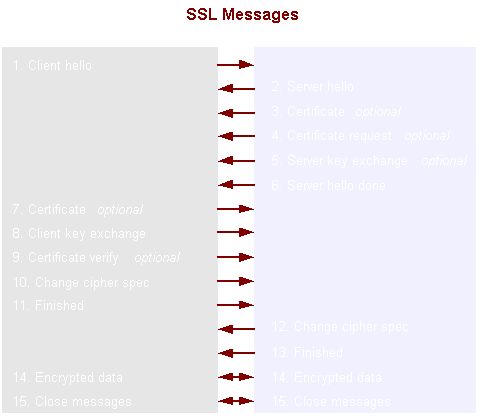 SSL Messages
1. Client hello
2. Server hello
3. Certificate optional
4. Certificate request optional
5. Server key exchange optional
6. Server hello done
7. Certificate optional
8. Client key exchange
9. Certificate verify optional
10. Change cipher spec
11. Finished
12. Change cipher spec
13. Finished
14. Encrypted data 14. Encrypted data
15. Close messages 15. Close messages